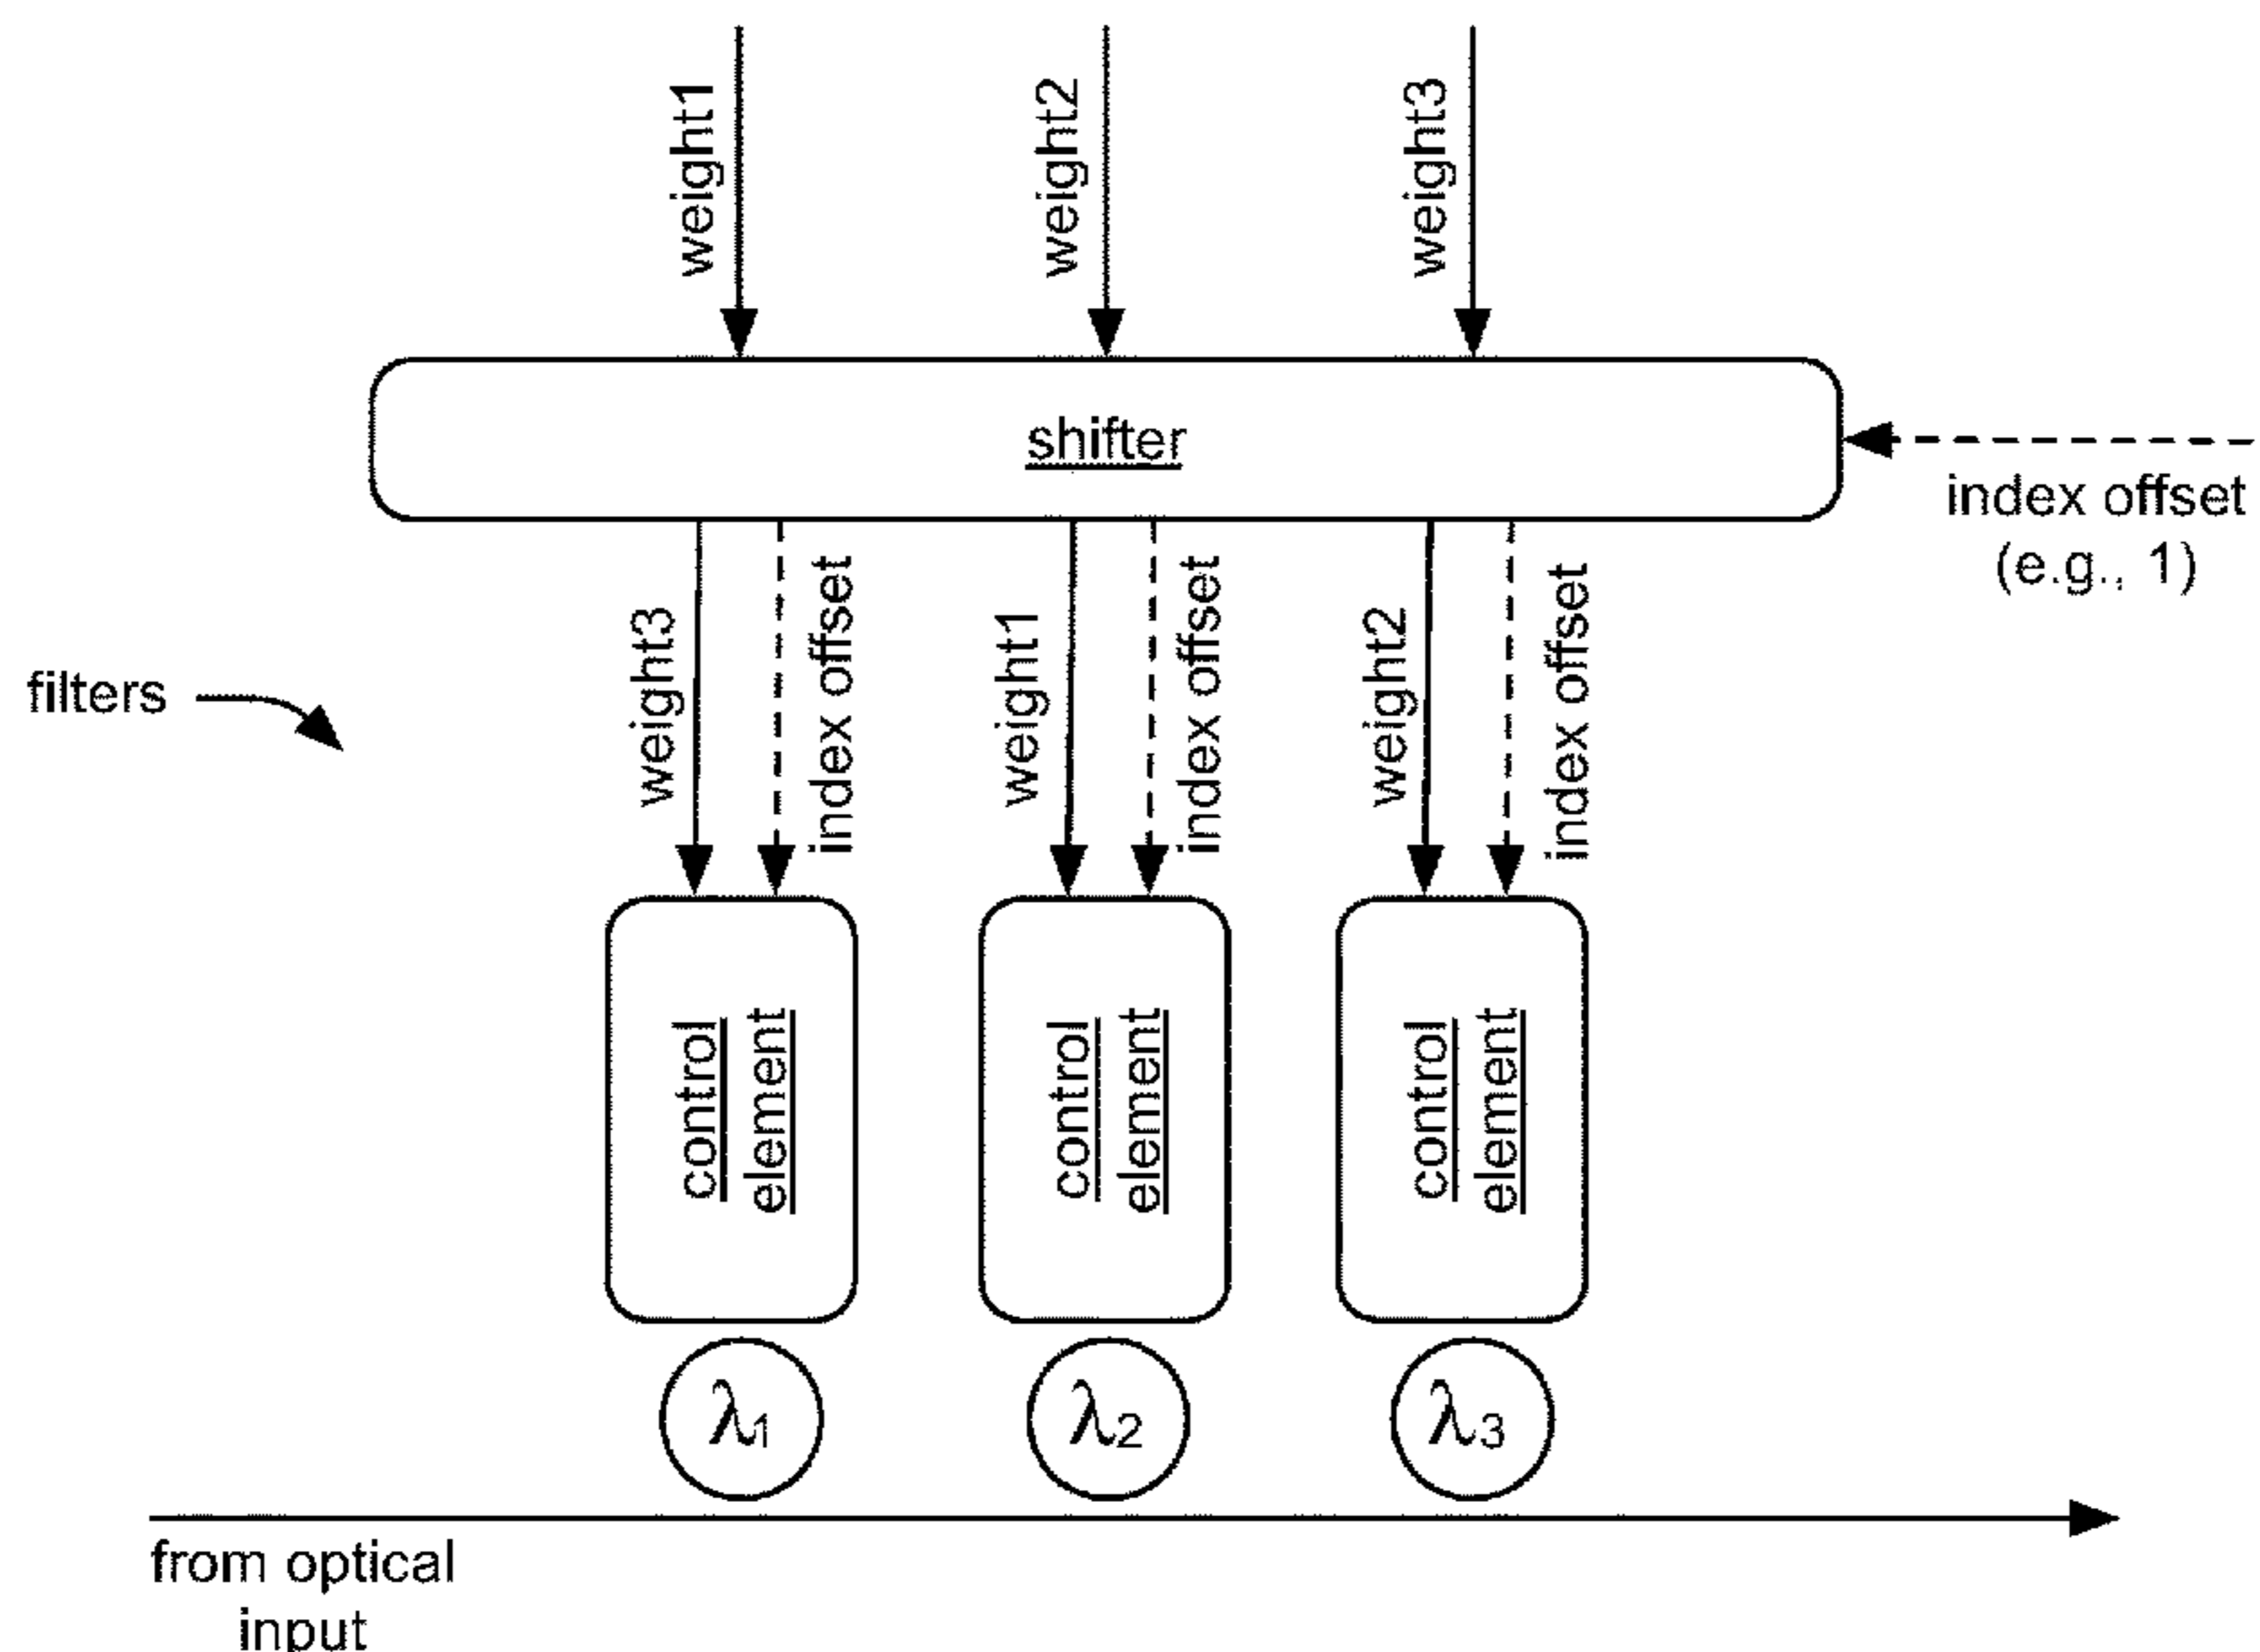 weight1
weight2
weight3
shifter
index offset
(e.g., 1)
filters
weight3
index offset
weight1
index offset
weight2
index offset
control
element
control
element
control
element
λ1
λ2
λ3
from optical
input